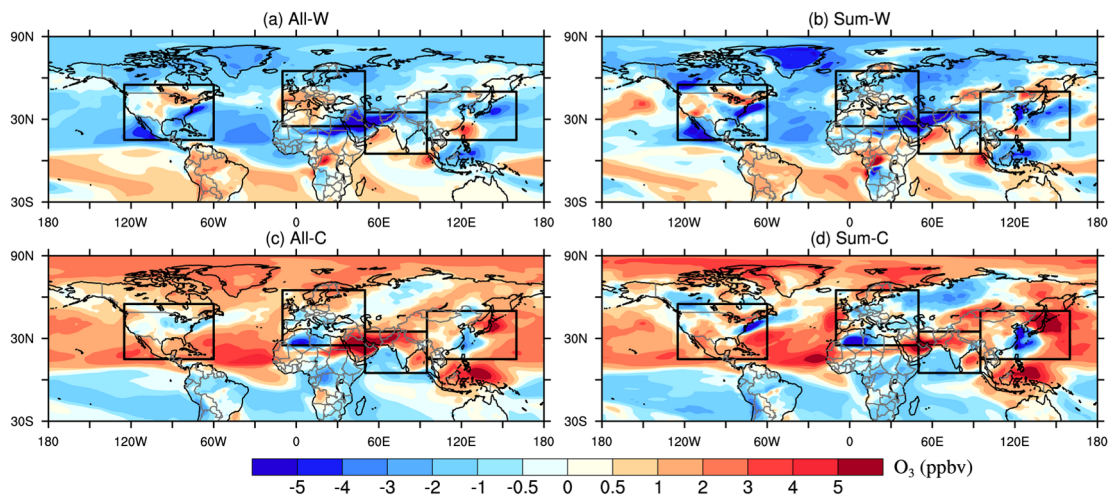 (a) All-W
(b) Sum-W
90N
90N
30N
30N
30S
30S
180 120W 60W 0 60E 120E 180
180 120W 60W 0 60E 120E 180
(c) All-C
(d) Sum-C
90N
90N
30N
30N
30S
30S
180 120W 60W 0 60E 120E 180
180 120W 60W 0 60E 120E 180
O₃ (ppbv)
-5 -4 -3 -2 -1 -0.5 0 0.5 1 2 3 4 5